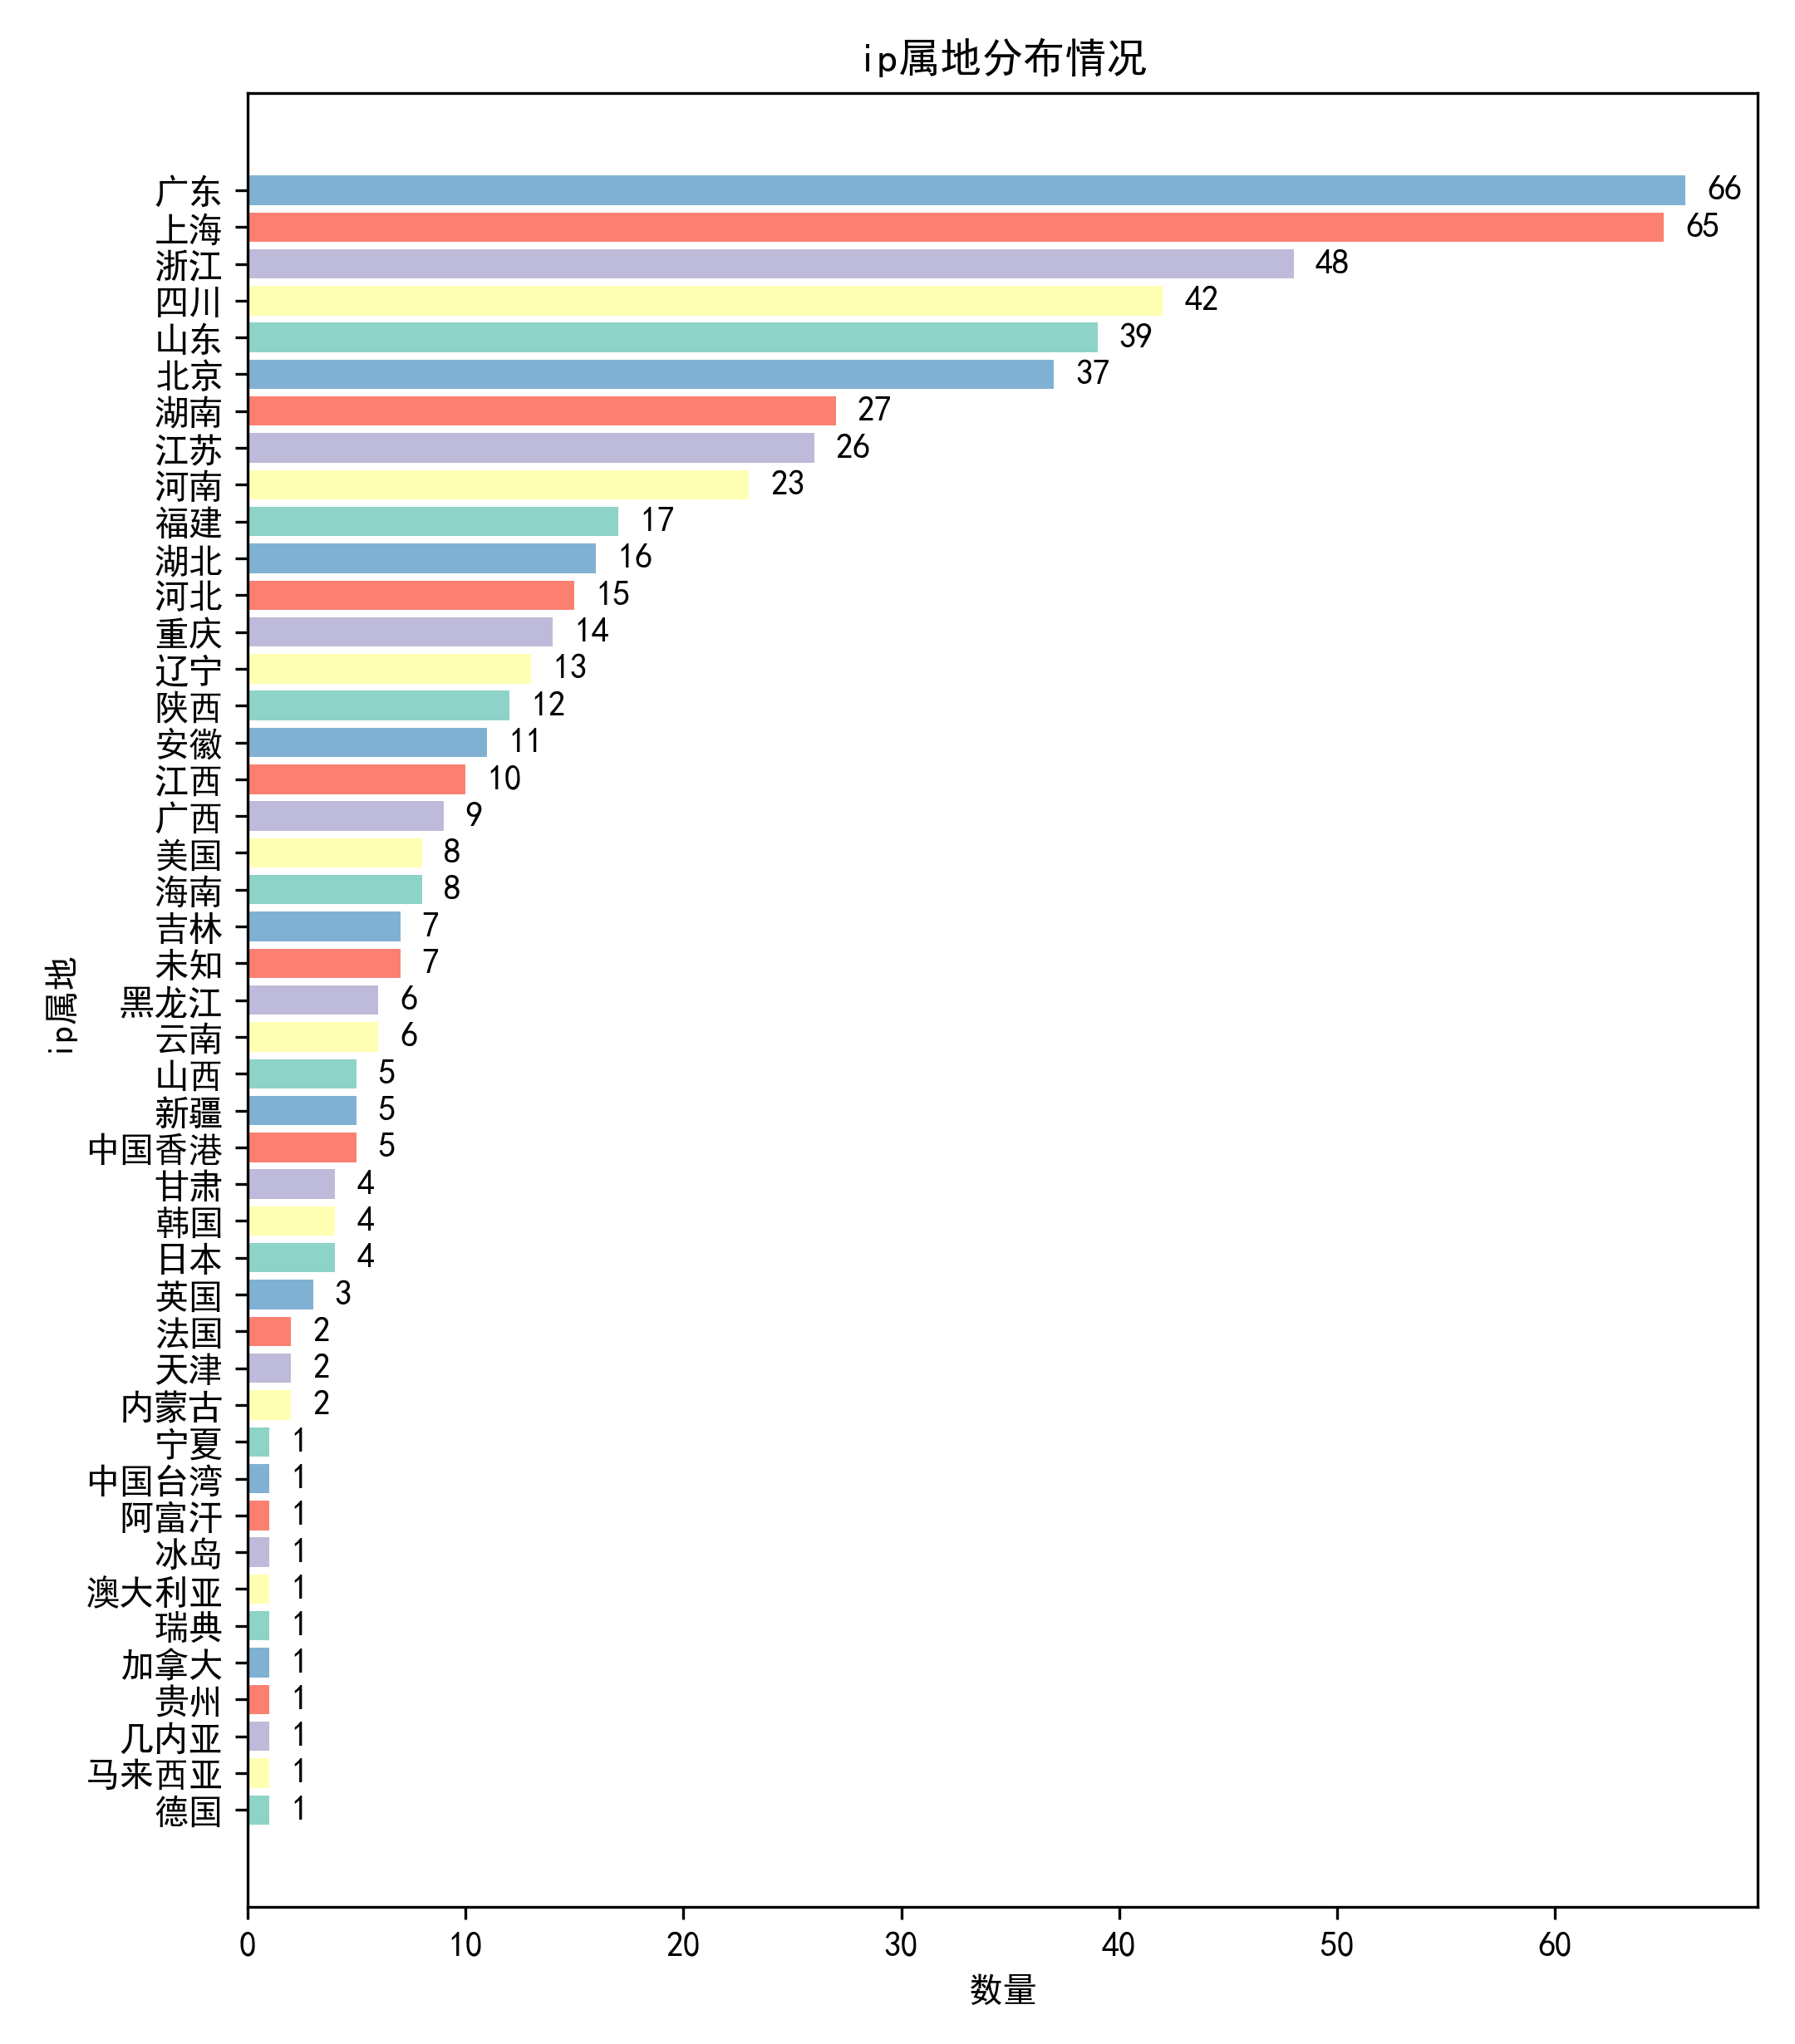 ip属地分布情况
ip属地
广东 66
上海 65
浙江 48
四川 42
山东 39
北京 37
湖南 27
江苏 26
河南 23
福建 17
湖北 16
河北 15
重庆 14
辽宁 13
陕西 12
安徽 11
江西 10
广西 9
美国 8
海南 8
吉林 7
未知 7
黑龙江 6
云南 6
山西 5
新疆 5
中国香港 5
甘肃 4
韩国 4
日本 4
英国 3
法国 2
天津 2
内蒙古 2
宁夏 1
中国台湾 1
阿富汗 1
冰岛 1
澳大利亚 1
瑞典 1
加拿大 1
贵州 1
几内亚 1
马来西亚 1
德国 1
0 10 20 30 40 50 60
数量